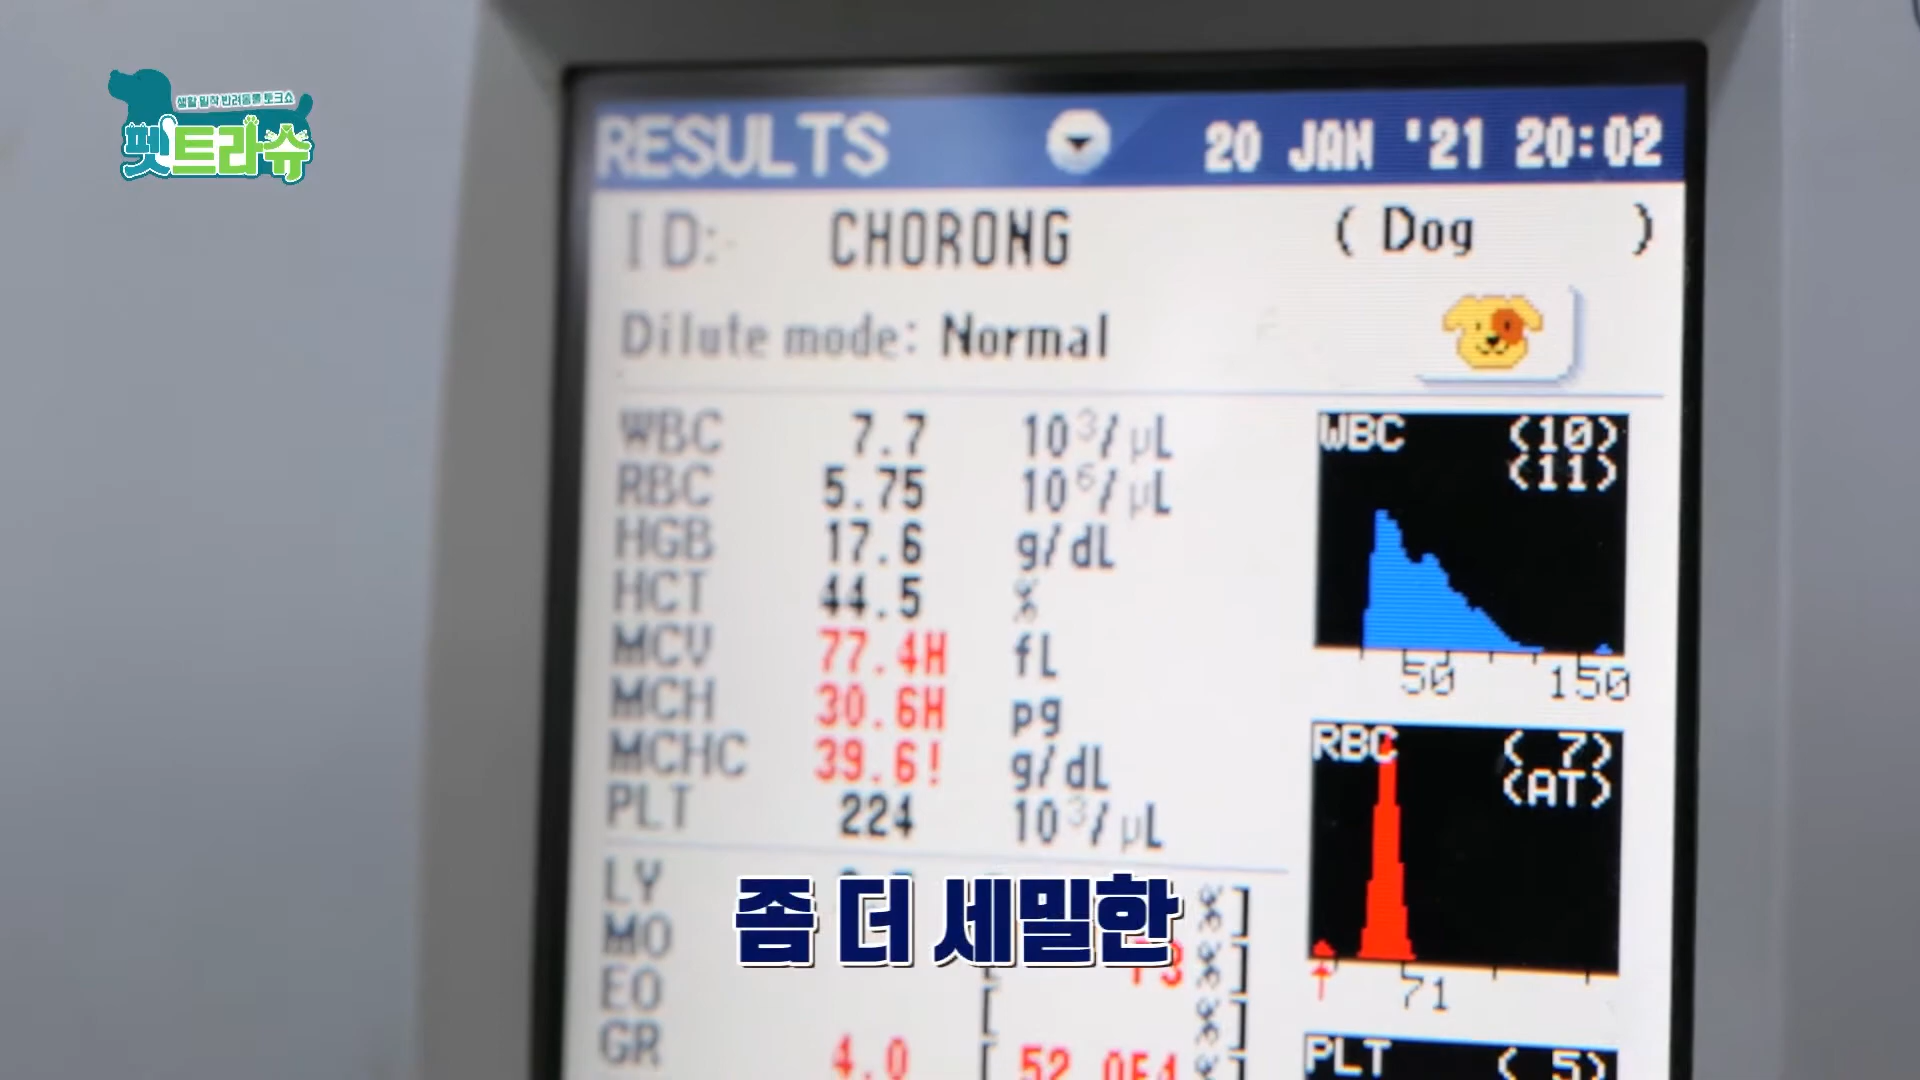 생활 밀착 반려동물 토크쇼
펫트라슈
RESULTS 20 JAN '21 20:02
ID: CHORONG ( Dog )
Dilute mode: Normal
WBC 7.7 10³/μL
RBC 5.75 10⁶/μL
HGB 17.6 g/dL
HCT 44.5 %
MCV 77.4H fL
MCH 30.6H pg
MCHC 39.6! g/dL
PLT 224 10³/μL
WBC (10)
(11)
50 150
RBC ( 7)
(AT)
71
PLT ( 5)
LY %]
MO %]
EO [ %]
GR 4.0 [ %
좀 더 세밀한